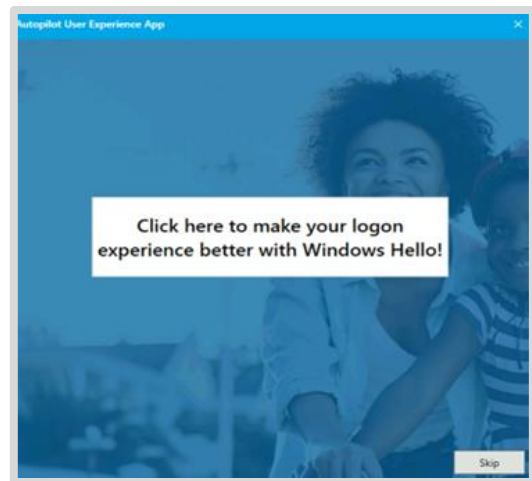 Autopilot User Experience App
Click here to make your logon
experience better with Windows Hello!
Skip